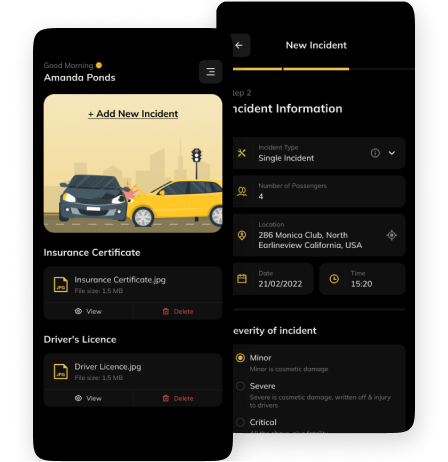 Good Morning
Amanda Ponds
+ Add New Incident
Insurance Certificate
JPG
Insurance Certificate.jpg
File size: 1.5 MB
View
Delete
Driver's Licence
JPG
Driver Licence.jpg
File size: 1.5 MB
View
Delete
New Incident
tep 2
ncident Information
Incident Type
Single Incident
Number of Passengers
4
Location
286 Monica Club, North
Earlineview California, USA
Date
21/02/2022
Time
15:20
everity of incident
Minor
Minor is cosmetic damage
Severe
Severe is cosmetic damage, written off & injury
to drivers
Critical